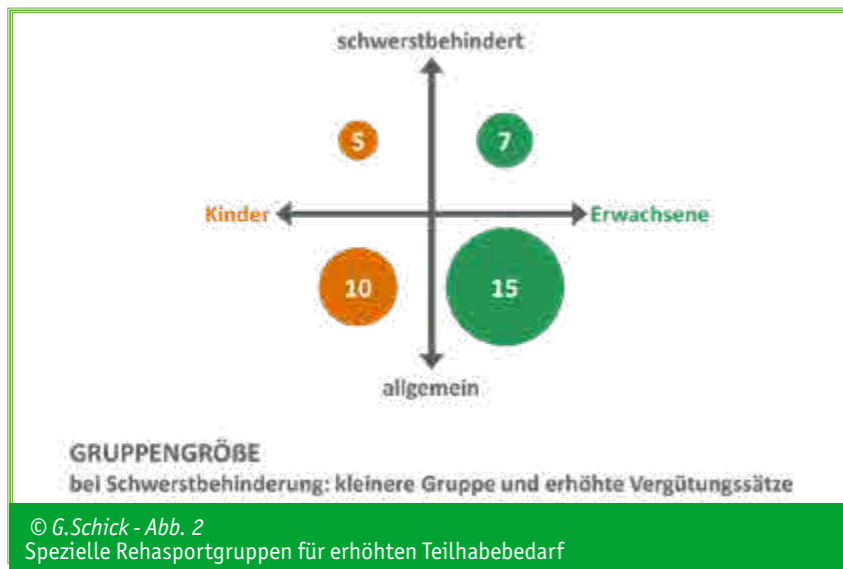 schwerstbehindert
5
7
Kinder
Erwachsene
10
15
allgemein
GRUPPENGRÖßE
bei Schwerstbehinderung: kleinere Gruppe und erhöhte Vergütungssätze
© G.Schick - Abb. 2
Spezielle Rehasportgruppen für erhöhten Teilhabebedarf